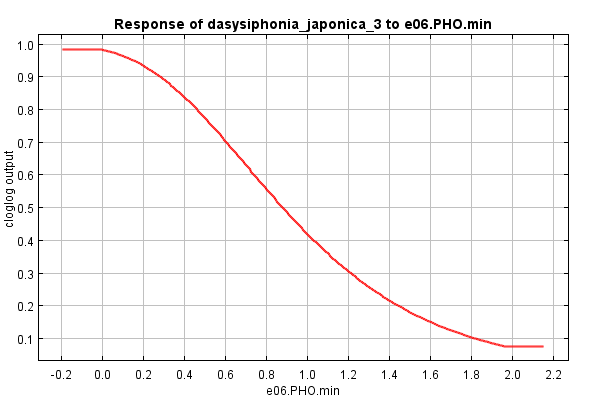 Response of dasysiphonia_japonica_3 to e06.PHO.min
cloglog output
1.0
0.9
0.8
0.7
0.6
0.5
0.4
0.3
0.2
0.1
-0.2 0.0 0.2 0.4 0.6 0.8 1.0 1.2 1.4 1.6 1.8 2.0 2.2
e06.PHO.min